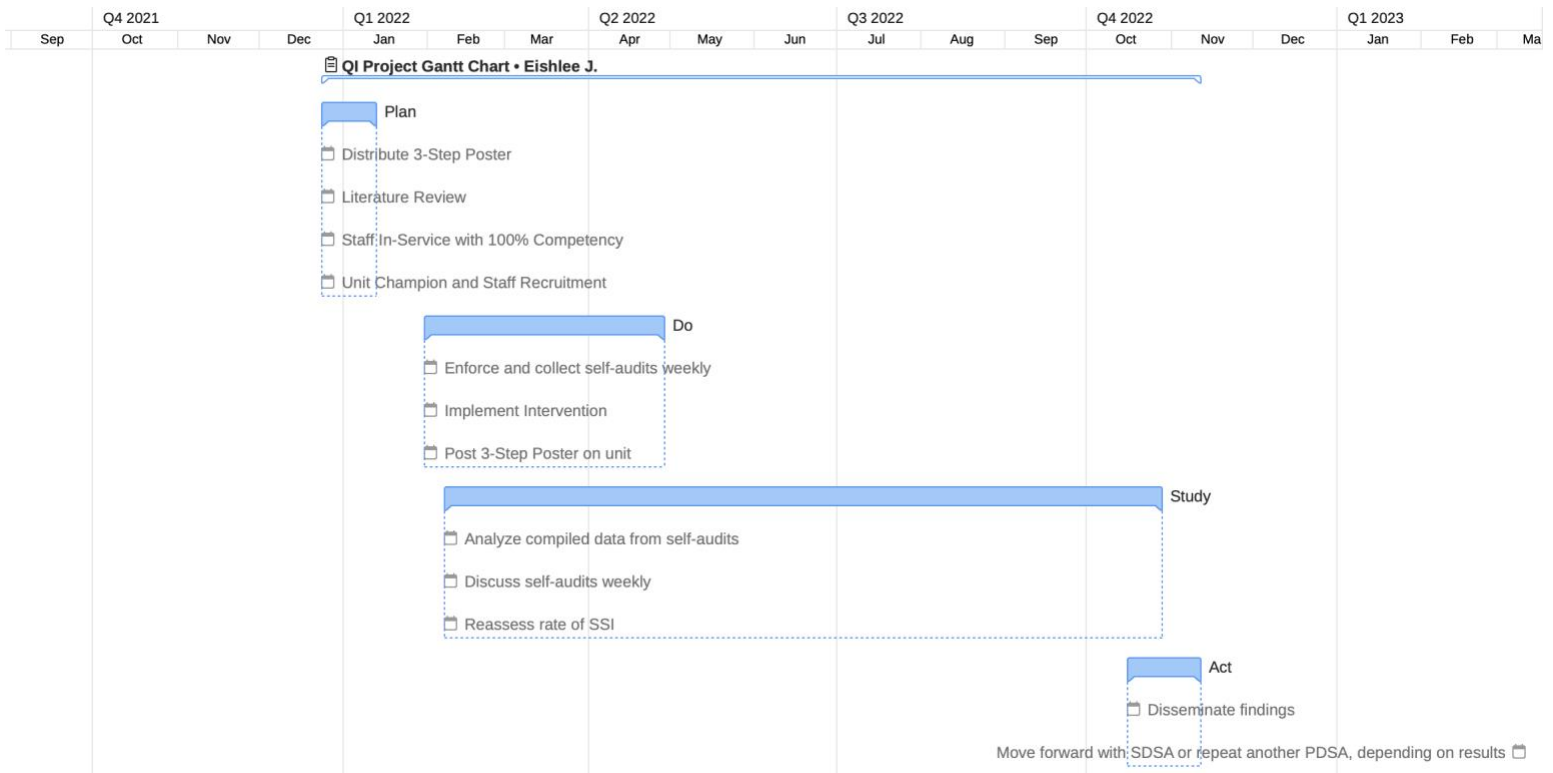 Q4 2021 Q1 2022 Q2 2022 Q3 2022 Q4 2022 Q1 2023
Sep Oct Nov Dec Jan Feb Mar Apr May Jun Jul Aug Sep Oct Nov Dec Jan Feb Ma
QI Project Gantt Chart • Eishlee J.
Plan
Distribute 3-Step Poster
Literature Review
Staff In-Service with 100% Competency
Unit Champion and Staff Recruitment
Do
Enforce and collect self-audits weekly
Implement Intervention
Post 3-Step Poster on unit
Study
Analyze compiled data from self-audits
Discuss self-audits weekly
Reassess rate of SSI
Act
Disseminate findings
Move forward with SDSA or repeat another PDSA, depending on results